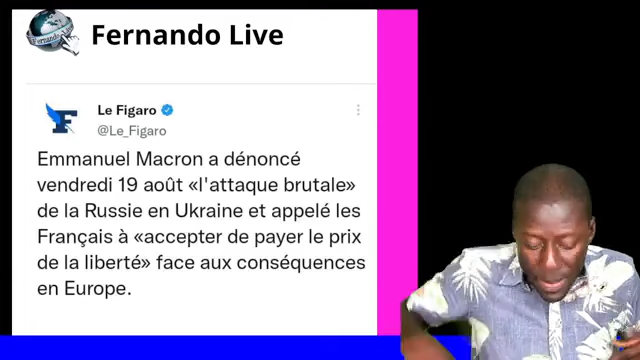 Fernando Live
Le Figaro
@Le_Figaro
Emmanuel Macron a dénoncé
vendredi 19 août «l'attaque brutale»
de la Russie en Ukraine et appelé les
Français à «accepter de payer le prix
de la liberté» face aux conséquences
en Europe.